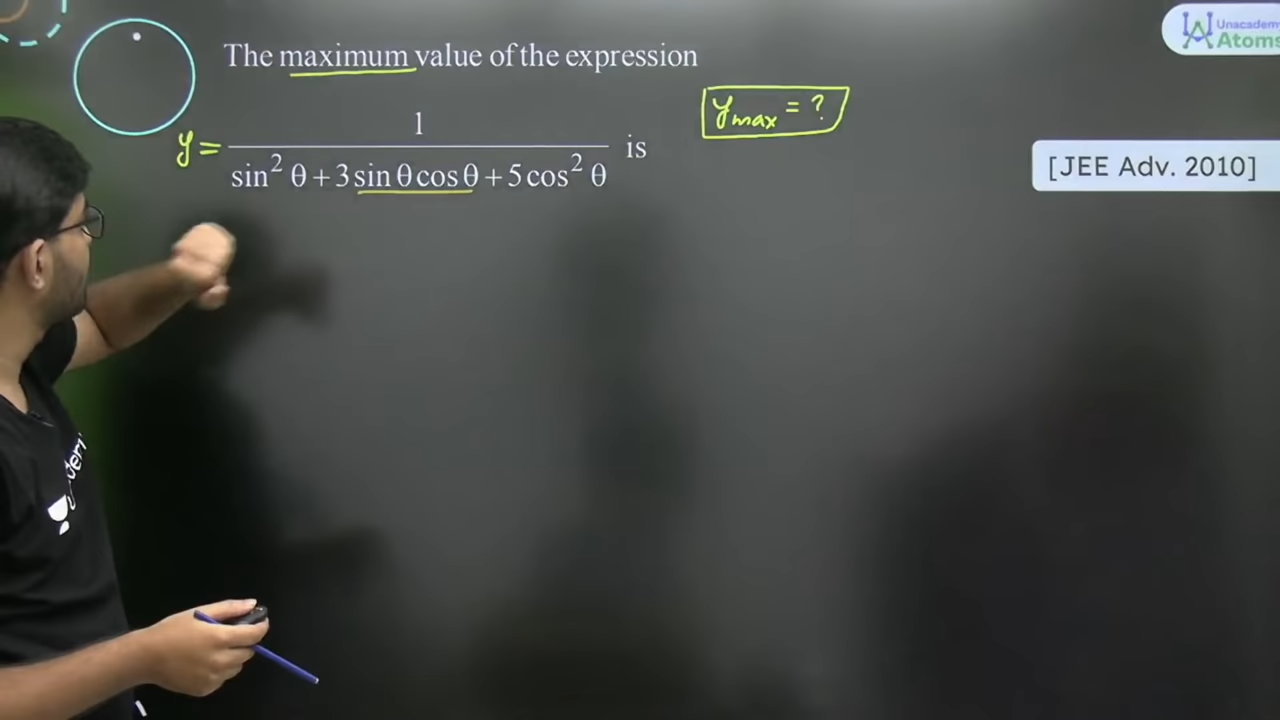 Unacademy
Atoms
The maximum value of the expression
y = 1 / (sin² θ + 3 sin θ cos θ + 5 cos² θ) is
y max = ?
[JEE Adv. 2010]